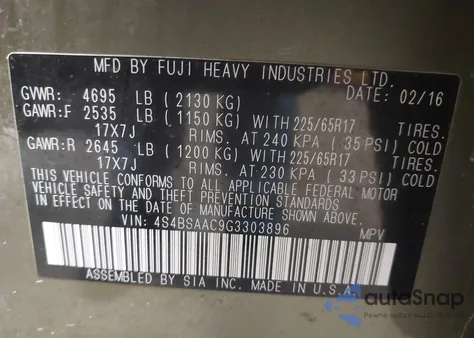 MFD BY FUJI HEAVY INDUSTRIES LTD.
GVWR: 4695 LB (2130 KG) DATE: 02/16
GAWR:F 2535 LB (1150 KG) WITH 225/65R17 TIRES.
17X7J RIMS. AT 240 KPA (35 PSI) COLD
GAWR:R 2645 LB (1200 KG) WITH 225/65R17 TIRES.
17X7J RIMS. AT 230 KPA (33 PSI) COLD
THIS VEHICLE CONFORMS TO ALL APPLICABLE FEDERAL MOTOR
VEHICLE SAFETY AND THEFT PREVENTION STANDARDS
IN EFFECT ON THE DATE OF MANUFACTURE SHOWN ABOVE.
VIN: 4S4BSAAC9G3303896 MPV
ASSEMBLED BY SIA INC. MADE IN U.S.A.
autoSnap